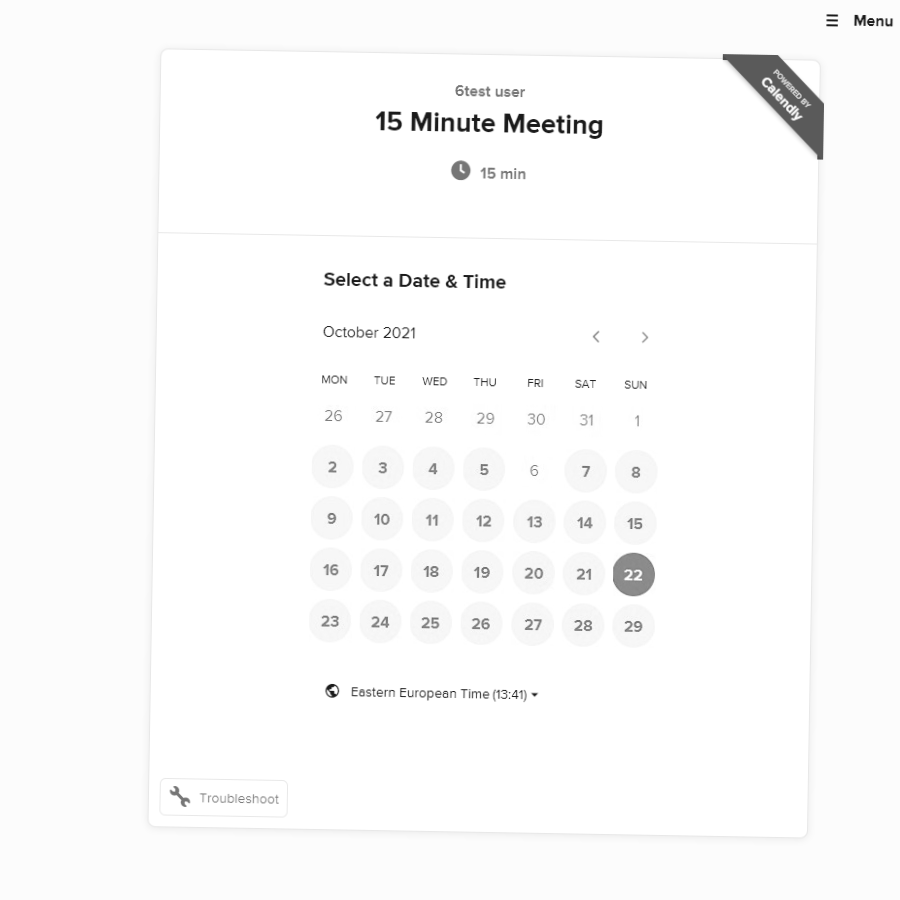 ☰ Menu
POWERED BY
Calendly
6test user
15 Minute Meeting
15 min
Select a Date & Time
October 2021
MON TUE WED THU FRI SAT SUN
26 27 28 29 30 31 1
2 3 4 5 6 7 8
9 10 11 12 13 14 15
16 17 18 19 20 21 22
23 24 25 26 27 28 29
Eastern European Time (13:41)
Troubleshoot